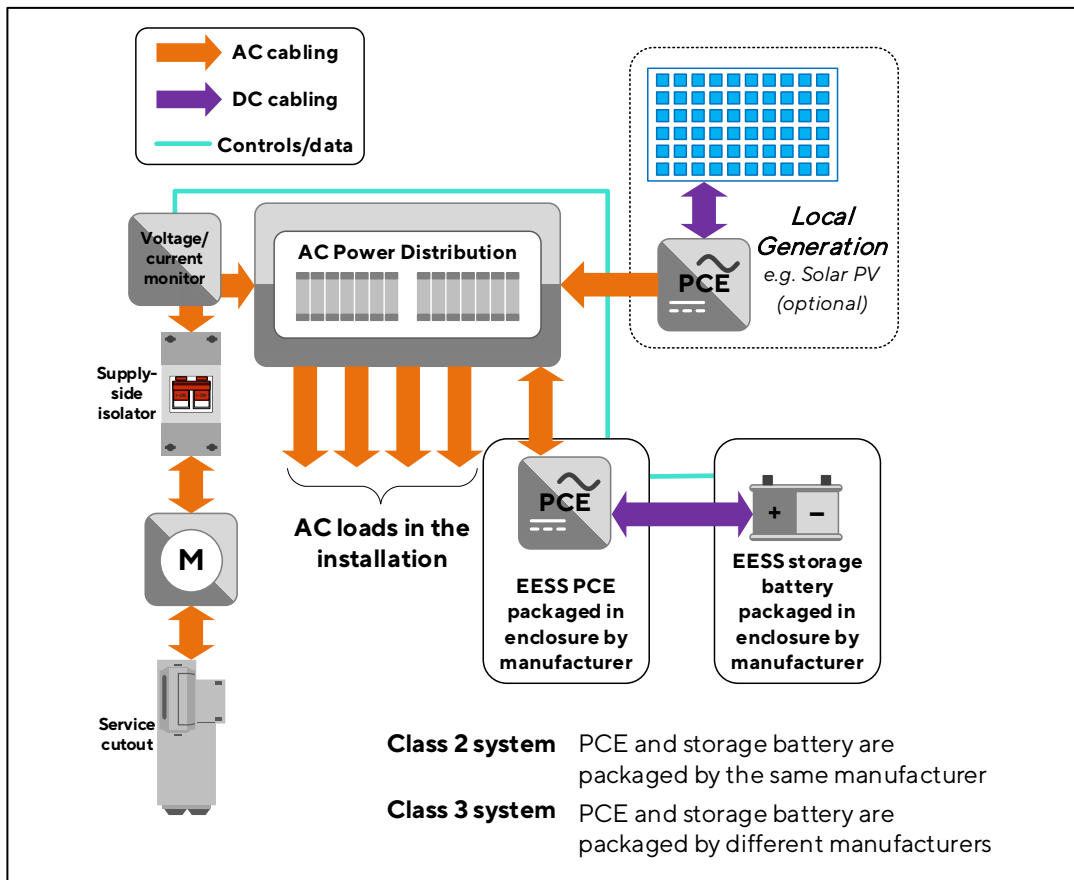 AC cabling
DC cabling
Controls/data
Voltage/
current
monitor
AC Power Distribution
PCE
Local
Generation
e.g. Solar PV
(optional)
Supply-
side
isolator
AC loads in the
installation
M
Service
cutout
PCE
EESS PCE
packaged in
enclosure by
manufacturer
+ −
EESS storage
battery
packaged in
enclosure by
manufacturer
Class 2 system PCE and storage battery are
packaged by the same manufacturer
Class 3 system PCE and storage battery are
packaged by different manufacturers